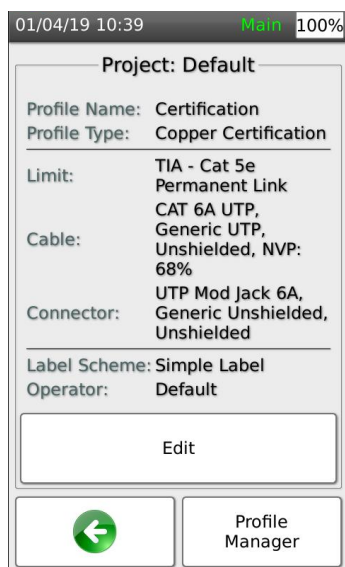 01/04/19 10:39 Main 100%
Project: Default
Profile Name: Certification
Profile Type: Copper Certification
Limit: TIA - Cat 5e
Permanent Link
Cable: CAT 6A UTP,
Generic UTP,
Unshielded, NVP:
68%
Connector: UTP Mod Jack 6A,
Generic Unshielded,
Unshielded
Label Scheme: Simple Label
Operator: Default
Edit
Profile
Manager